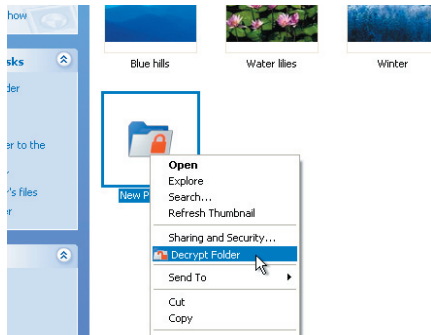 how
sks
der
er to the
's files
er
Blue hills
Water lilies
Winter
New P
Open
Explore
Search...
Refresh Thumbnail
Sharing and Security...
Decrypt Folder
Send To
Cut
Copy